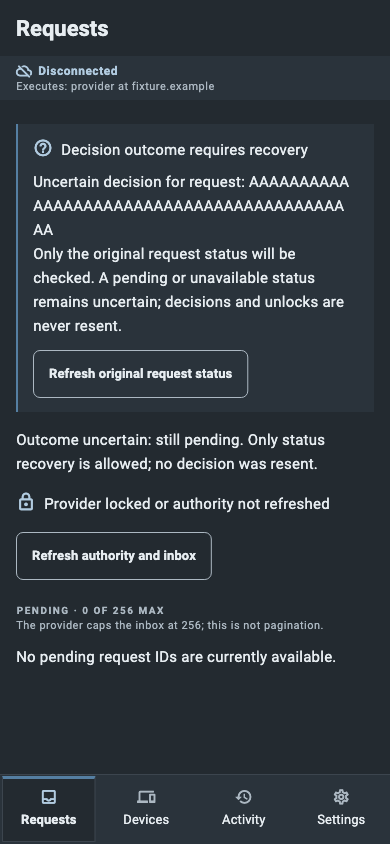 Requests
Disconnected
Executes: provider at fixture.example
Decision outcome requires recovery
Uncertain decision for request: AAAAAAAAAA
AAAAAAAAAAAAAAAAAAAAAAAAAAAAAAA
AA
Only the original request status will be
checked. A pending or unavailable status
remains uncertain; decisions and unlocks are
never resent.
Refresh original request status
Outcome uncertain: still pending. Only status
recovery is allowed; no decision was resent.
Provider locked or authority not refreshed
Refresh authority and inbox
PENDING · 0 OF 256 MAX
The provider caps the inbox at 256; this is not pagination.
No pending request IDs are currently available.
Requests
Devices
Activity
Settings